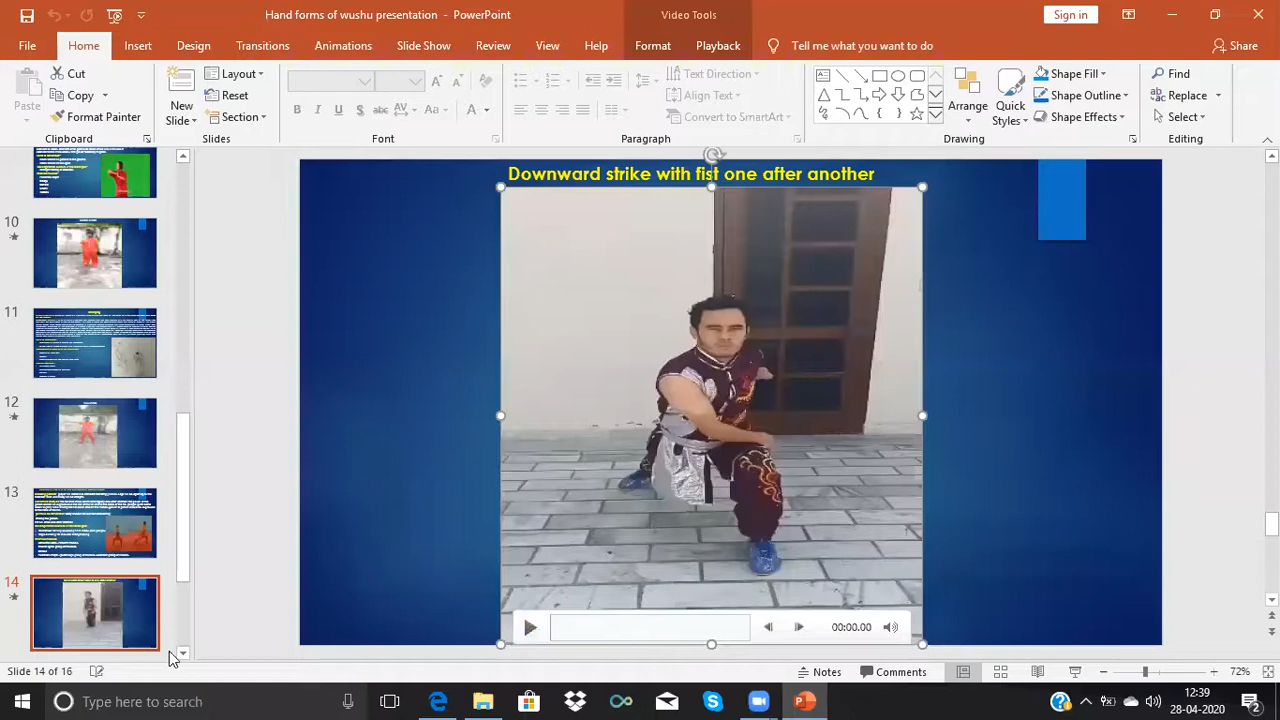 Hand forms of wushu presentation - PowerPoint
Video Tools
Sign in
File Home Insert Design Transitions Animations Slide Show Review View Help Format Playback Tell me what you want to do Share
Paste
Cut
Copy
Format Painter
Clipboard
New Slide
Layout
Reset
Section
Slides
B I U S abc AV Aa A
Font
Text Direction
Align Text
Convert to SmartArt
Paragraph
Arrange
Quick Styles
Shape Fill
Shape Outline
Shape Effects
Drawing
Find
Replace
Select
Editing
10
11
12
13
14
Downward strike with fist one after another
00:00.00
Slide 14 of 16
Notes
Comments
72%
Type here to search
12:39
28-04-2020
2